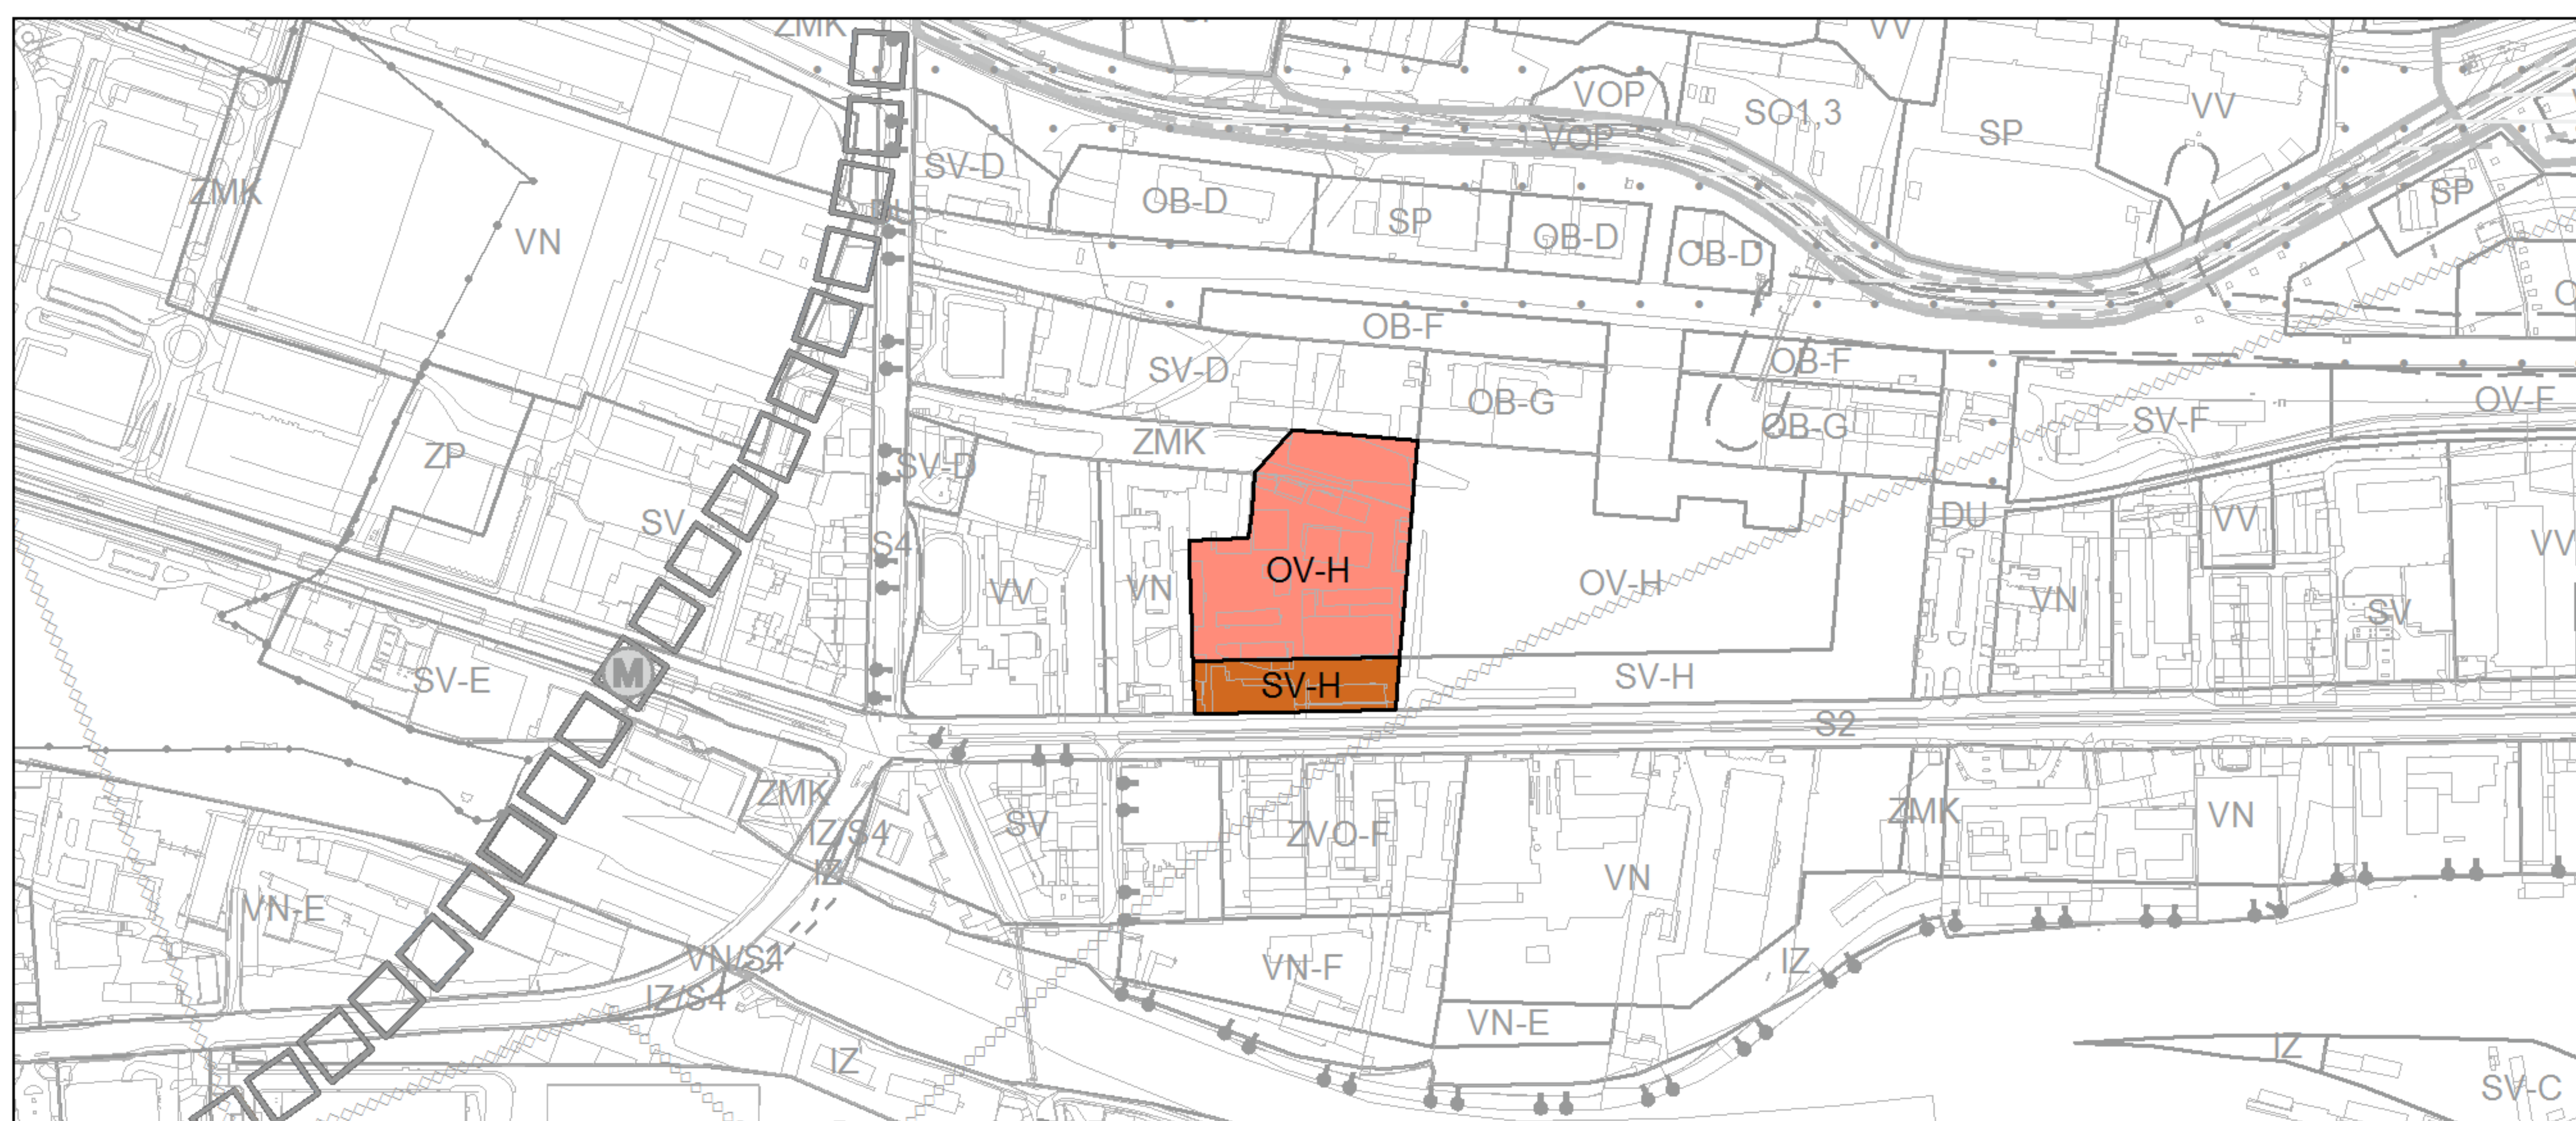 ZMK
VV
VOP
SO1,3
VV
SP
VOP
SV-D
ZMK
OB-D
SP
SP
VN
OB-D
OB-D
OB-F
SV-D
OB-F
OB-G
OV-F
SV-F
OB-G
ZMK
ZP
SV-D
SV
DU
VV
S4
VV
OV-H
OV-H
VV
VN
VN
SV
M
SV-E
SV-H
SV-H
S2
ZMK
ZMK
VN
IZ/S4
SV
ZVO-F
IZ
VN
VN-E
VN/S4
VN-F
IZ
IZ/S4
VN-E
IZ
IZ
SV-C